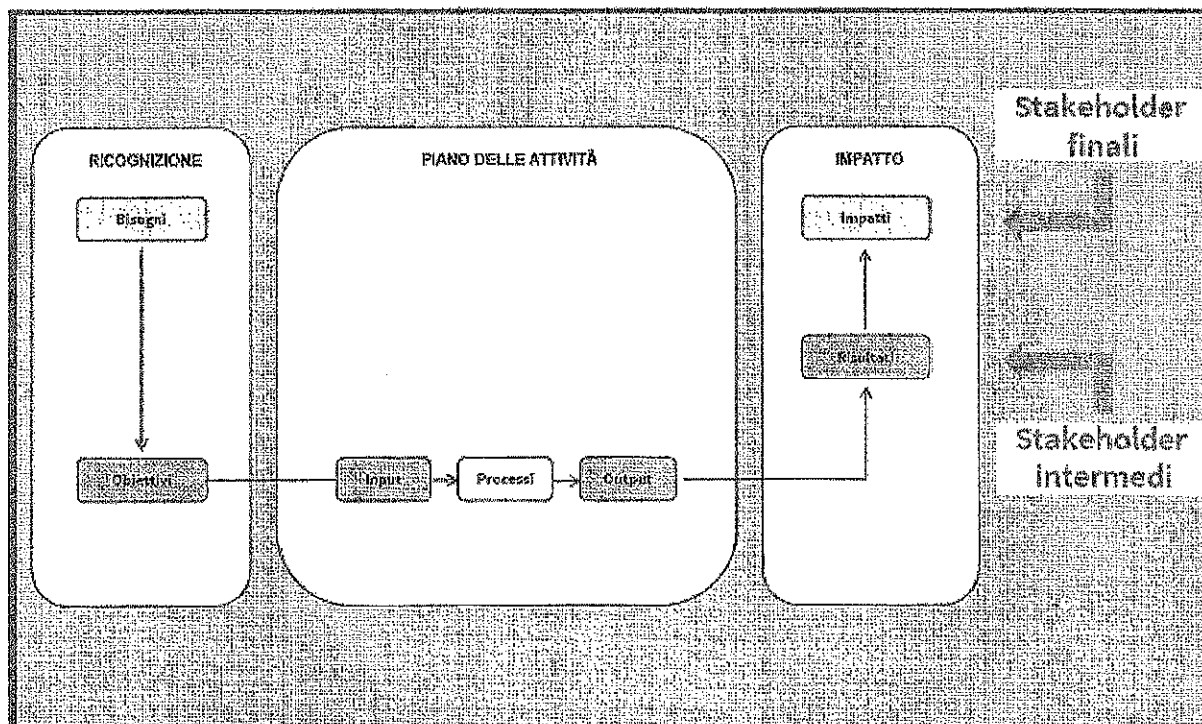 RICOGNIZIONE
Bisogni
Obiettivi
PIANO DELLE ATTIVITÀ
Input
Processi
Output
IMPATTO
Impatti
Risultati
Stakeholder
finali
Stakeholder
intermedi